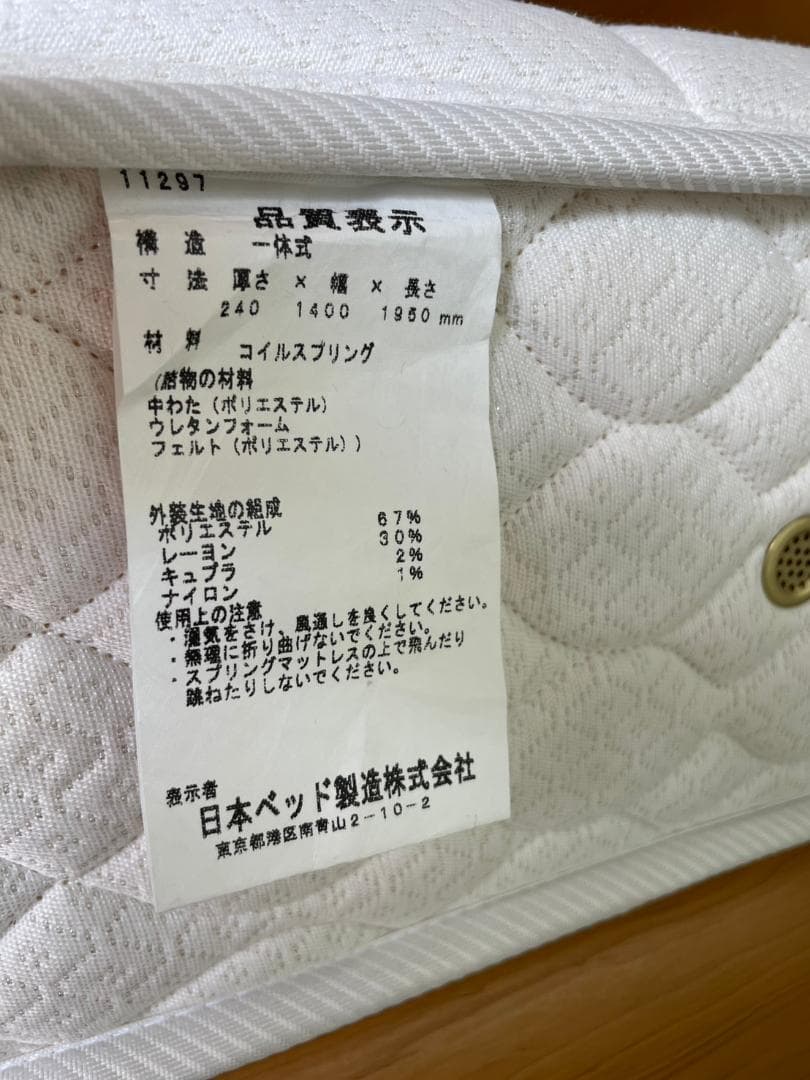 11297
品質表示
構造 一体式
寸法 厚さ × 幅 × 長さ
240 1400 1950mm
材料 コイルスプリング
(詰物の材料
中わた(ポリエステル)
ウレタンフォーム
フェルト(ポリエステル))
外装生地の組成
ポリエステル 67%
レーヨン 30%
キュプラ 2%
ナイロン 1%
使用上の注意
・湿気をさけ、風通しを良くしてください。
・無理に折り曲げないでください。
・スプリングマットレスの上で飛んだり
跳ねたりしないでください。
表示者
日本ベッド製造株式会社
東京都港区南青山2-10-2